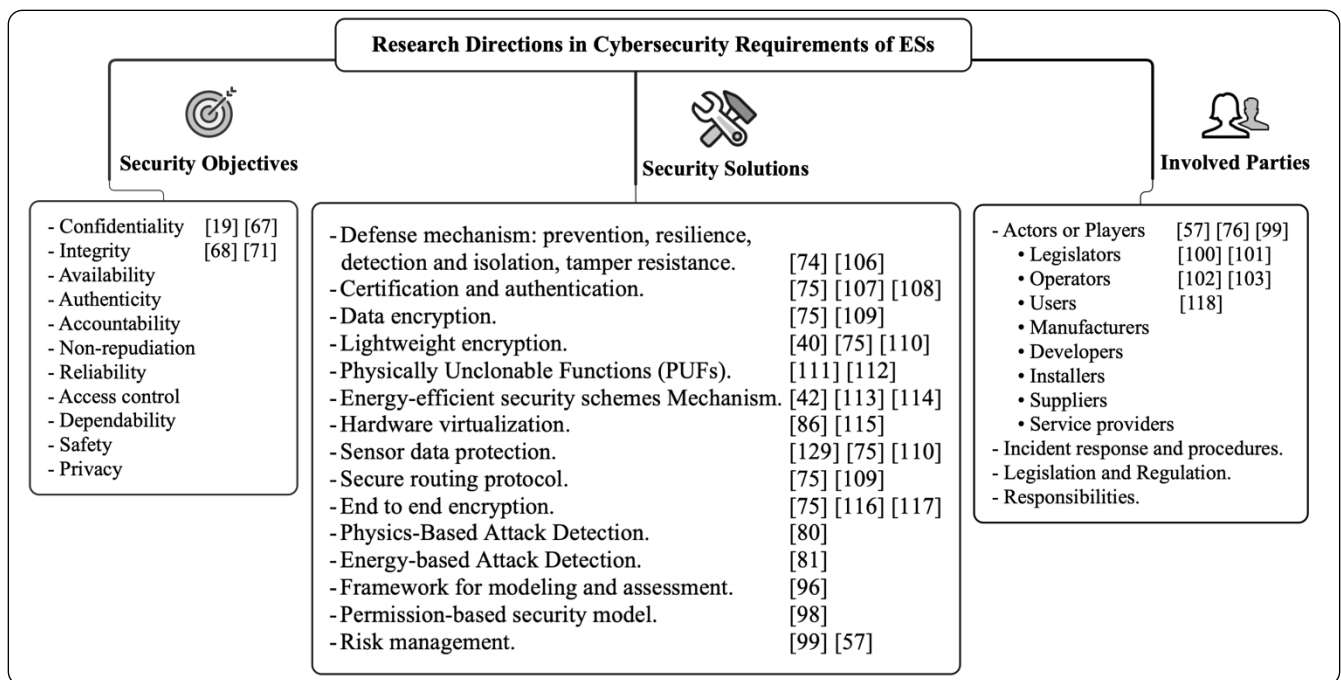 Research Directions in Cybersecurity Requirements of ESs
Security Objectives
- Confidentiality [19] [67]
- Integrity [68] [71]
- Availability
- Authenticity
- Accountability
- Non-repudiation
- Reliability
- Access control
- Dependability
- Safety
- Privacy
Security Solutions
- Defense mechanism: prevention, resilience,
detection and isolation, tamper resistance. [74] [106]
- Certification and authentication. [75] [107] [108]
- Data encryption. [75] [109]
- Lightweight encryption. [40] [75] [110]
- Physically Unclonable Functions (PUFs). [111] [112]
- Energy-efficient security schemes Mechanism. [42] [113] [114]
- Hardware virtualization. [86] [115]
- Sensor data protection. [129] [75] [110]
- Secure routing protocol. [75] [109]
- End to end encryption. [75] [116] [117]
- Physics-Based Attack Detection. [80]
- Energy-based Attack Detection. [81]
- Framework for modeling and assessment. [96]
- Permission-based security model. [98]
- Risk management. [99] [57]
Involved Parties
- Actors or Players [57] [76] [99]
• Legislators [100] [101]
• Operators [102] [103]
• Users [118]
• Manufacturers
• Developers
• Installers
• Suppliers
• Service providers
- Incident response and procedures.
- Legislation and Regulation.
- Responsibilities.